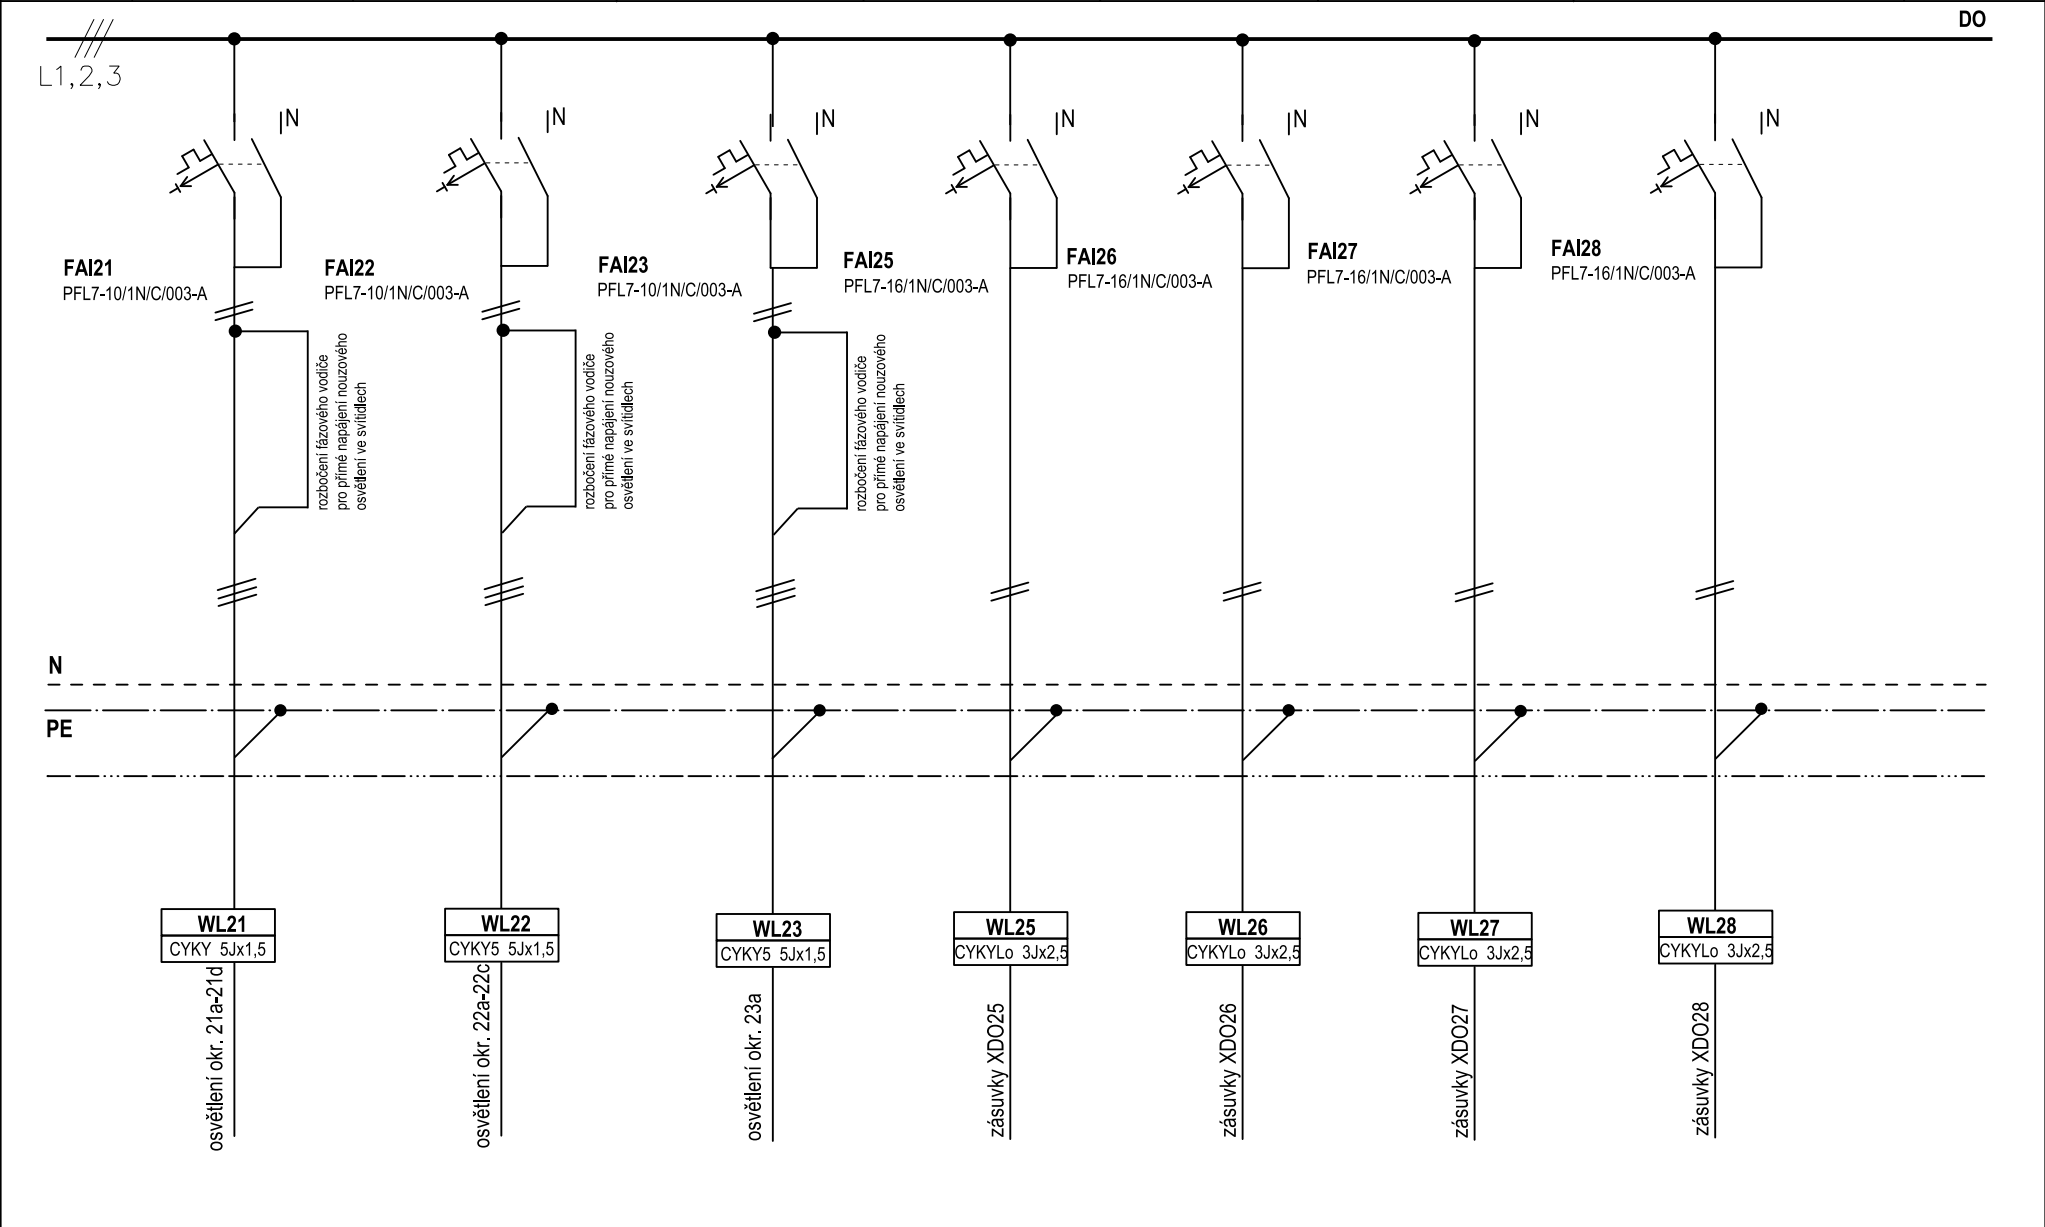 DO
L1,2,3
N
N
N
N
N
N
N
FAI21
PFL7-10/1N/C/003-A
FAI22
PFL7-10/1N/C/003-A
FAI23
PFL7-10/1N/C/003-A
FAI25
PFL7-16/1N/C/003-A
FAI26
PFL7-16/1N/C/003-A
FAI27
PFL7-16/1N/C/003-A
FAI28
PFL7-16/1N/C/003-A
rozbočení fázového vodiče
pro přímé napájení nouzového
osvětlení ve svítidlech
rozbočení fázového vodiče
pro přímé napájení nouzového
osvětlení ve svítidlech
rozbočení fázového vodiče
pro přímé napájení nouzového
osvětlení ve svítidlech
N
PE
WL21
CYKY 5Jx1,5
WL22
CYKY5 5Jx1,5
WL23
CYKY5 5Jx1,5
WL25
CYKYLo 3Jx2,5
WL26
CYKYLo 3Jx2,5
WL27
CYKYLo 3Jx2,5
WL28
CYKYLo 3Jx2,5
osvětlení okr. 21a-21d
osvětlení okr. 22a-22c
osvětlení okr. 23a
zásuvky XDO25
zásuvky XDO26
zásuvky XDO27
zásuvky XDO28